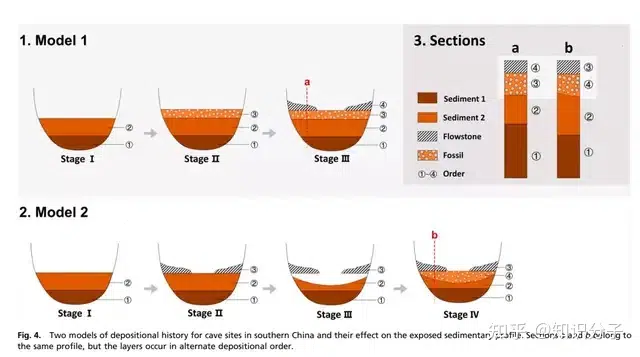 1. Model 1
a
④
③
②
②
③
②
①
①
①
Stage Ⅰ
Stage Ⅱ
Stage Ⅲ
3. Sections
a
b
Sediment 1
Sediment 2
Flowstone
Fossil
①-④ Order
④
③
②
①
③
④
②
①
2. Model 2
b
②
①
③
②
①
③
②
①
③
④
②
①
Stage Ⅰ
Stage Ⅱ
Stage Ⅲ
Stage Ⅳ
Fig. 4. Two models of depositional history for cave sites in southern China and their effect on the exposed sedimentary profile. Sections a and b belong to
the same profile, but the layers occur in alternate depositional order.
知乎 @知识分子